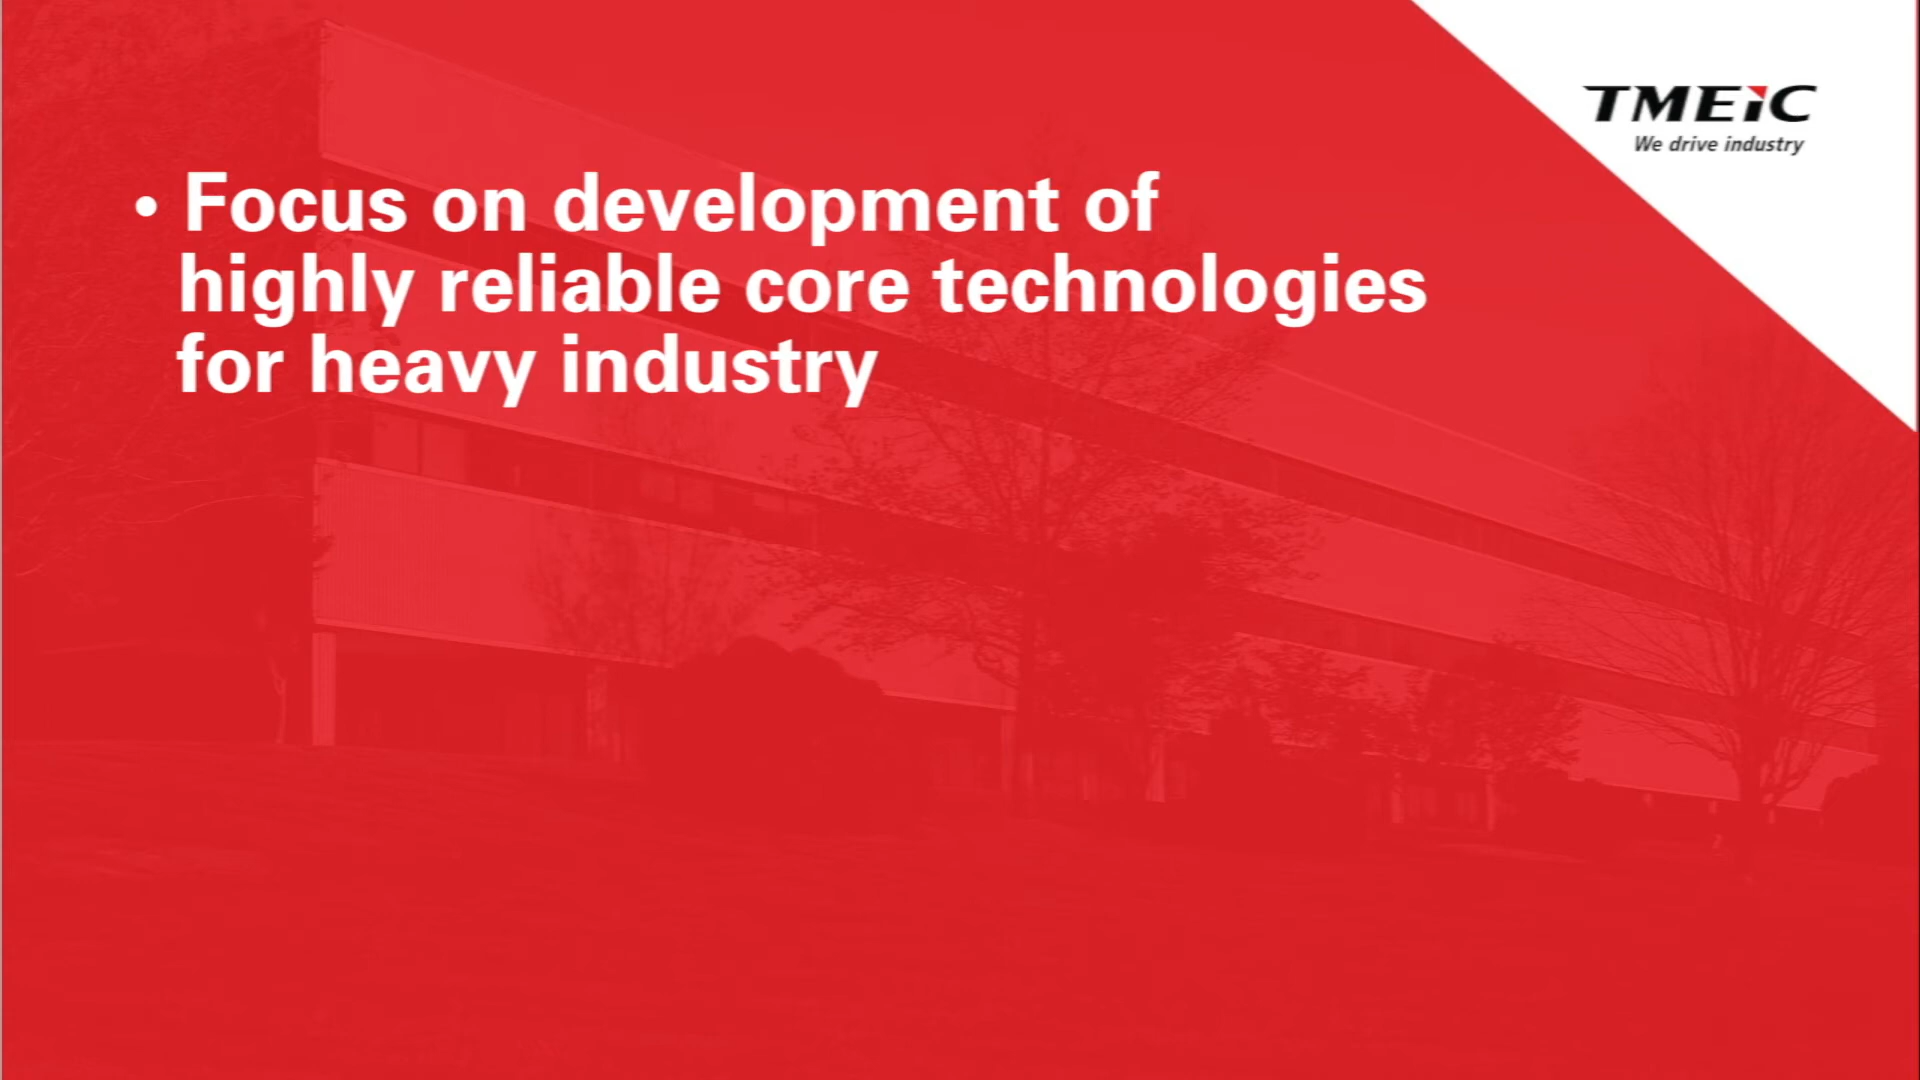 TMEiC
We drive industry
• Focus on development of
highly reliable core technologies
for heavy industry